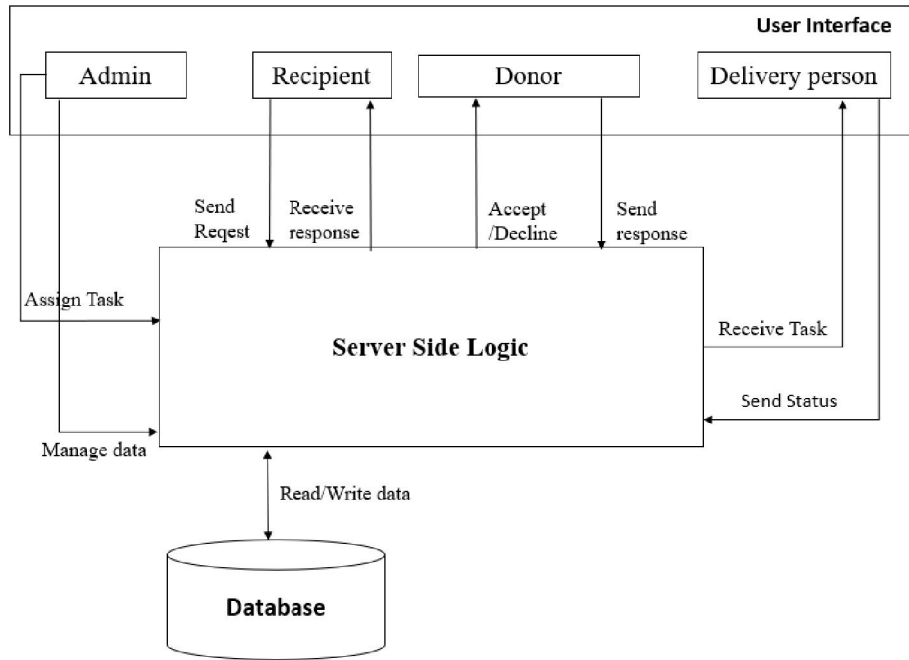 User Interface
Admin
Recipient
Donor
Delivery person
Send
Reqest
Receive
response
Accept
/Decline
Send
response
Assign Task
Server Side Logic
Receive Task
Send Status
Manage data
Read/Write data
Database